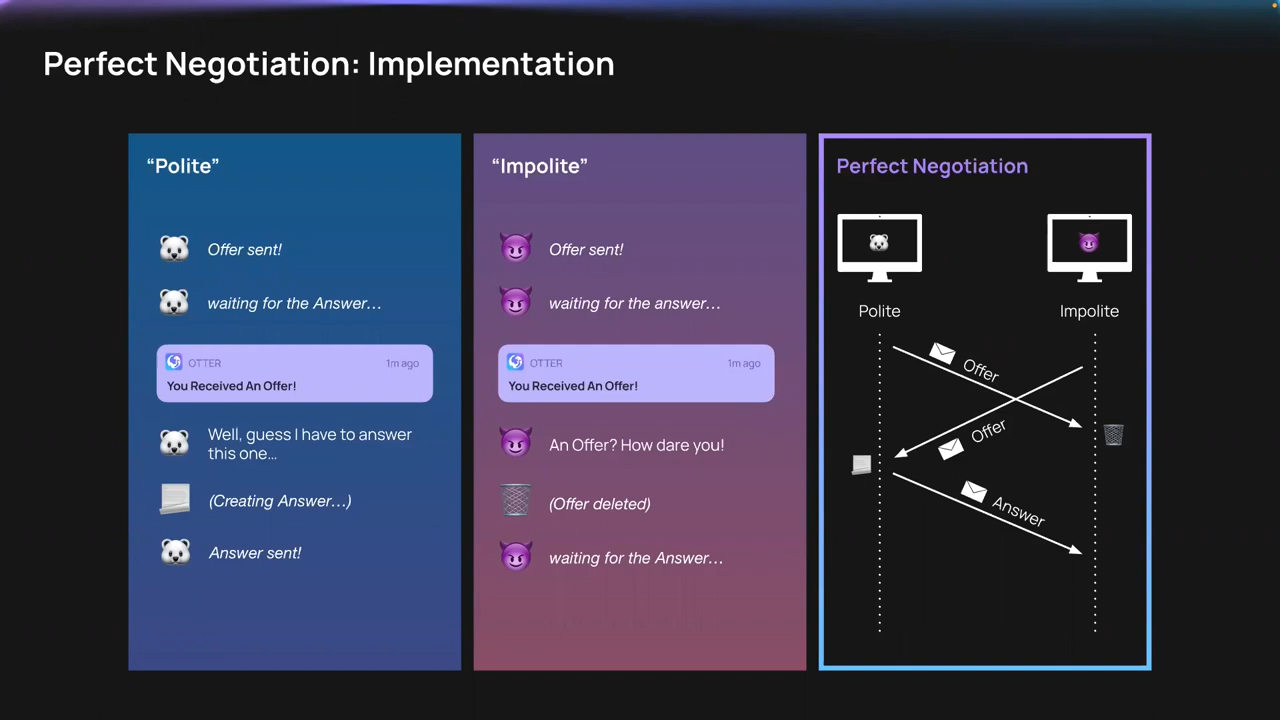 Perfect Negotiation: Implementation
“Polite”
Offer sent!
waiting for the Answer...
OTTER 1m ago
You Received An Offer!
Well, guess I have to answer
this one...
(Creating Answer...)
Answer sent!
“Impolite”
Offer sent!
waiting for the answer...
OTTER 1m ago
You Received An Offer!
An Offer? How dare you!
(Offer deleted)
waiting for the Answer...
Perfect Negotiation
Polite
Impolite
Offer
Offer
Answer